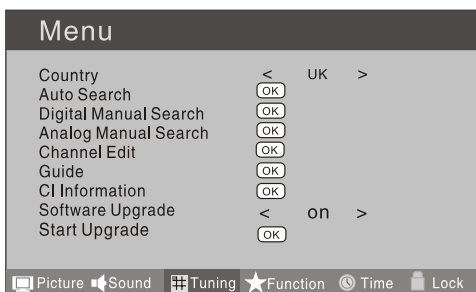 Menu
Country < UK >
Auto Search OK
Digital Manual Search OK
Analog Manual Search OK
Channel Edit OK
Guide OK
CI Information OK
Software Upgrade < on >
Start Upgrade OK
Picture Sound Tuning Function Time Lock